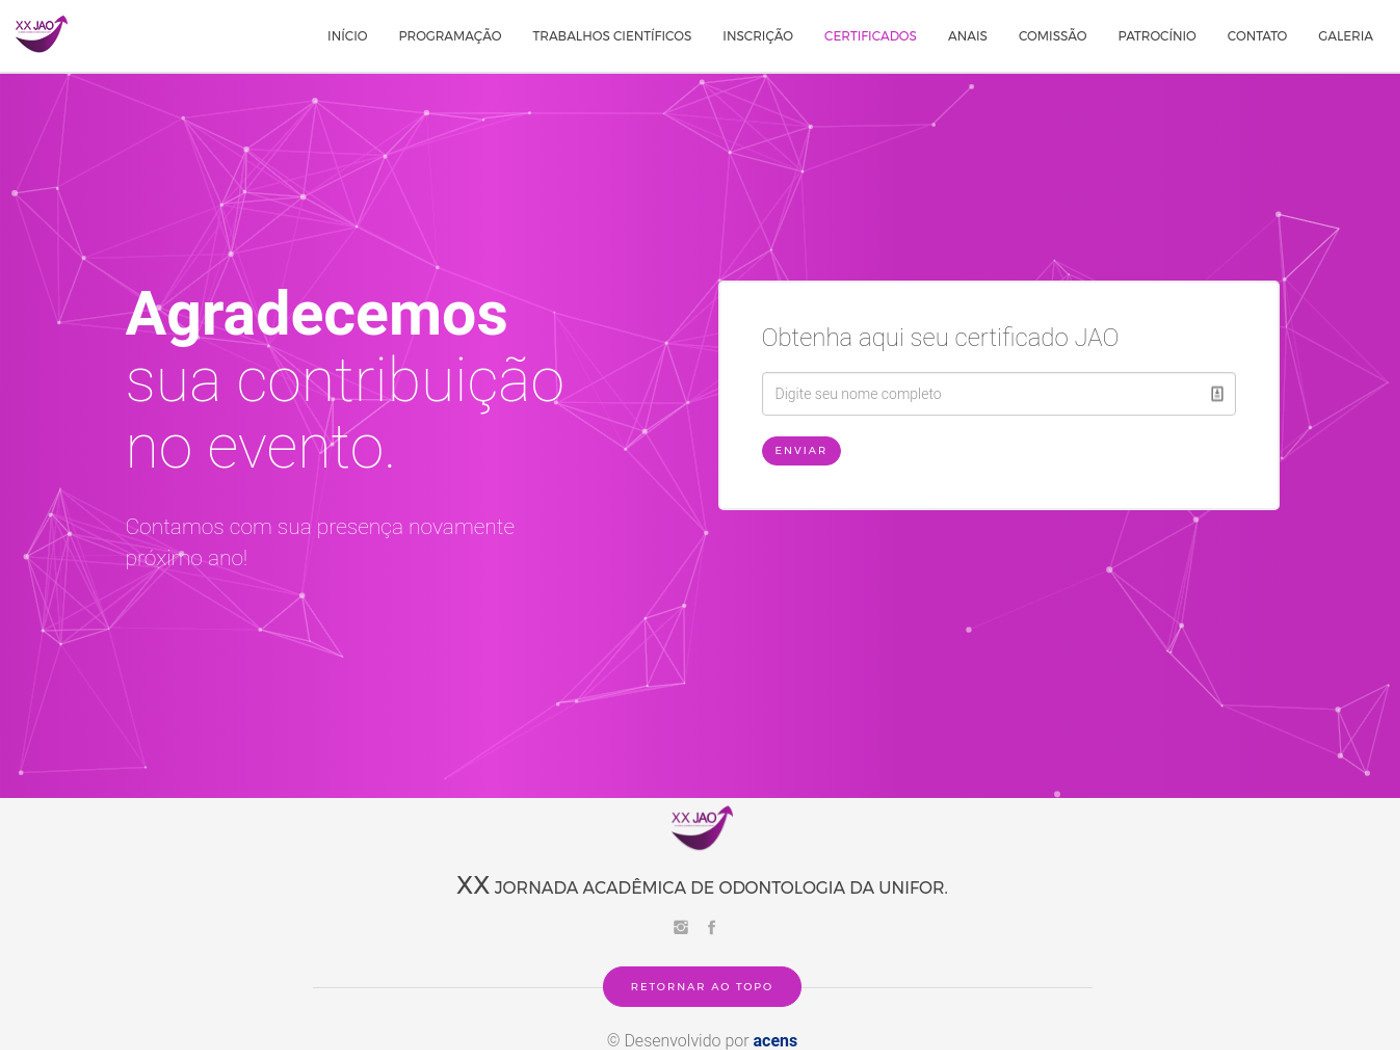 XX JAO
INÍCIO PROGRAMAÇÃO TRABALHOS CIENTÍFICOS INSCRIÇÃO CERTIFICADOS ANAIS COMISSÃO PATROCÍNIO CONTATO GALERIA
Agradecemos
sua contribuição
no evento.
Contamos com sua presença novamente
próximo ano!
Obtenha aqui seu certificado JAO
Digite seu nome completo
ENVIAR
XX JAO
XX JORNADA ACADÊMICA DE ODONTOLOGIA DA UNIFOR.
RETORNAR AO TOPO
© Desenvolvido por acens